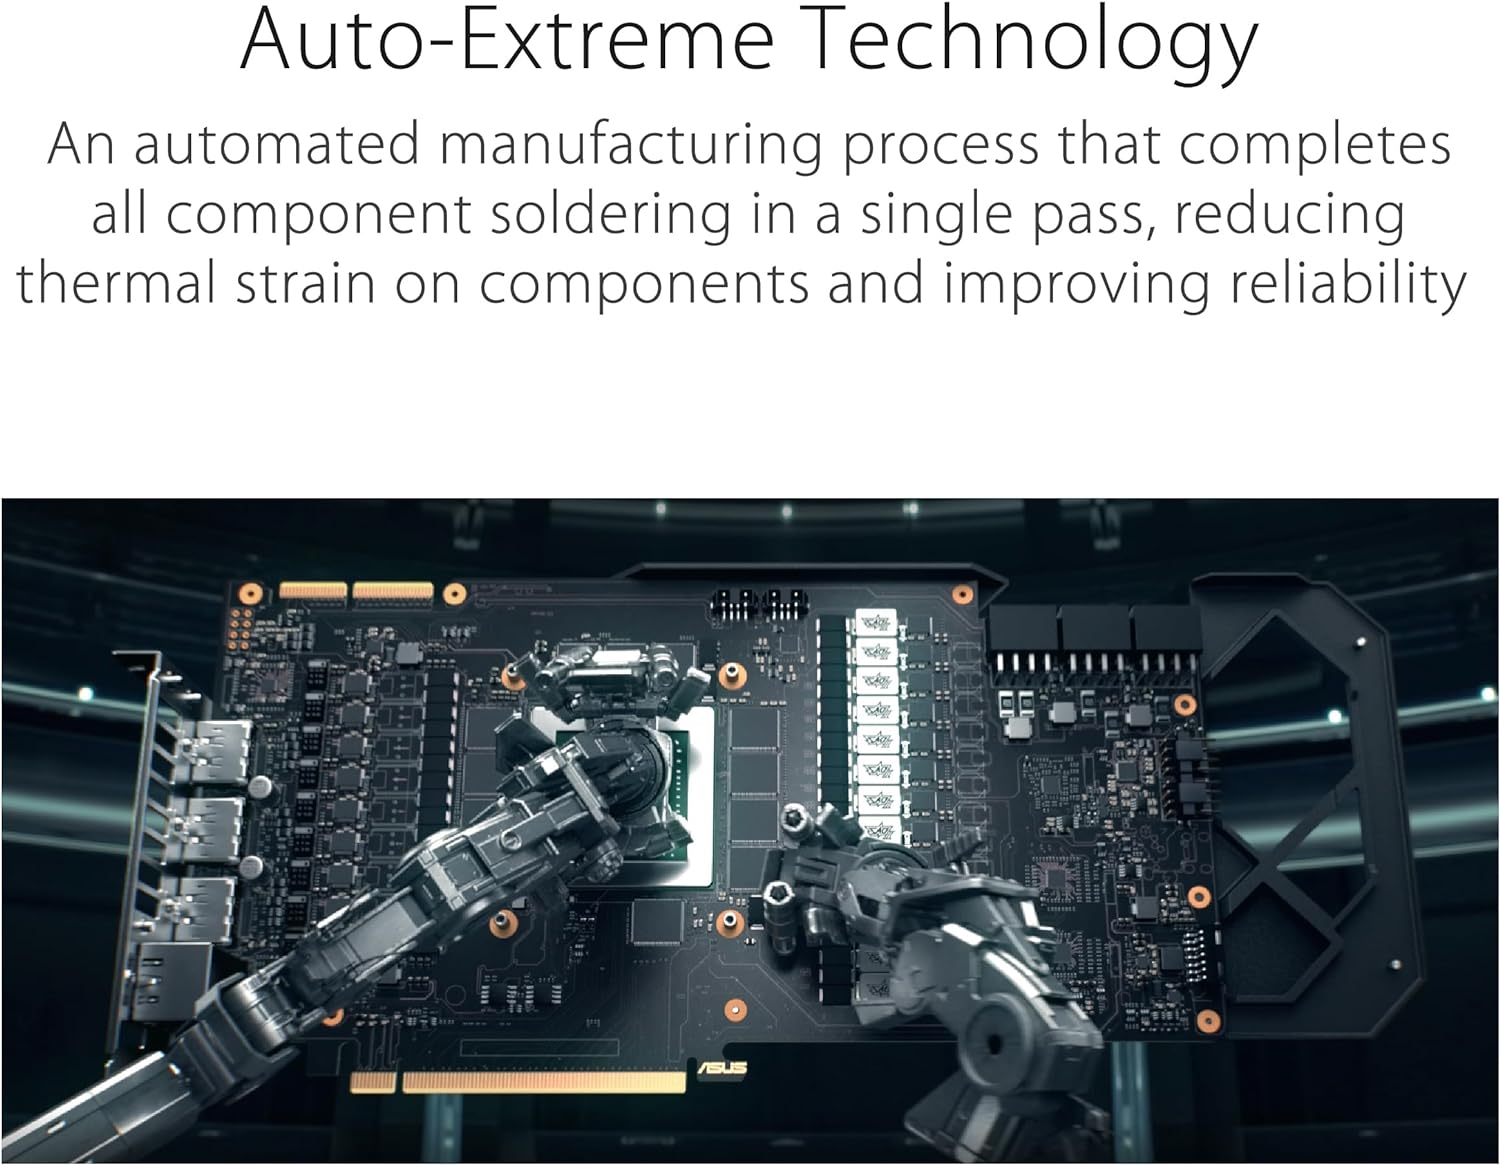 Auto-Extreme Technology
An automated manufacturing process that completes
all component soldering in a single pass, reducing
thermal strain on components and improving reliability
ASUS